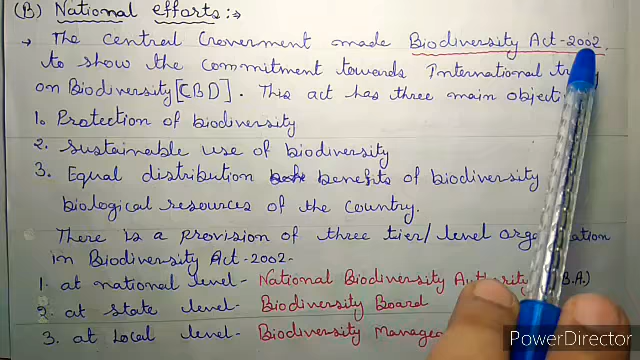 (B) National efforts:→
→ The central Government made Biodiversity Act-2002,
to show the commitment towards International
on Biodiversity [CBD]. This act has three main
1. Protection of biodiversity
2. Sustainable use of biodiversity
3. Equal distribution benefits of biodiversity
biological resources of the country.
There is a provision of three tier/level
in Biodiversity Act-2002-
1. at national level- National Biodiversity Authority B.A.)
2. at state level- Biodiversity Board
3. at Local level- Biodiversity
PowerDirector